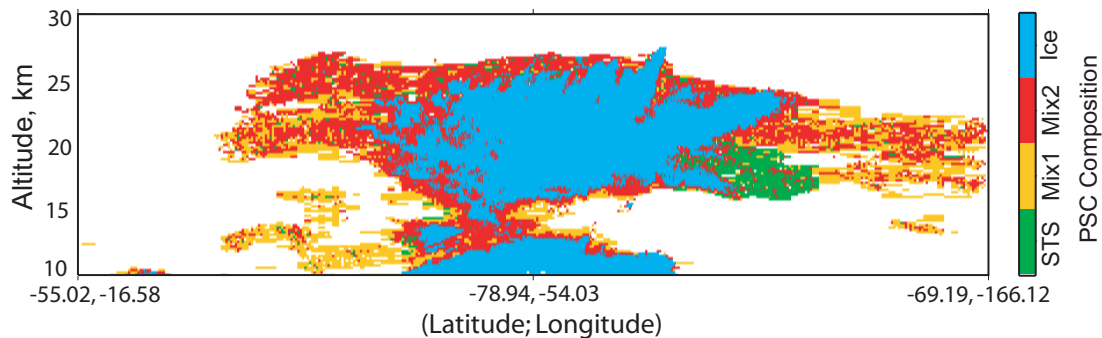 Altitude, km
30
25
20
15
10
-55.02, -16.58
-78.94, -54.03
-69.19, -166.12
(Latitude; Longitude)
STS Mix1 Mix2 Ice
PSC Composition